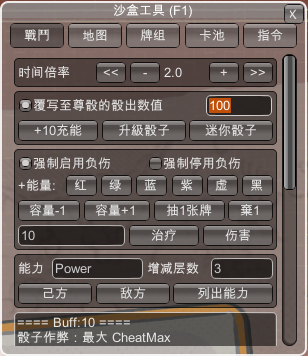 沙盒工具 (F1)
X
戰鬥 地图 牌组 卡池 指令
时间倍率 << - 2.0 + >>
覆写至尊骰的骰出数值 100
+10充能 升級骰子 迷你骰子
强制启用负伤 强制停用负伤
+能量: 红 绿 蓝 紫 虚 黑
容量-1 容量+1 抽1张牌 棄1
10 治疗 伤害
能力 Power 增减层数 3
己方 敌方 列出能力
==== Buff:10 ====
骰子作弊：最大 CheatMax